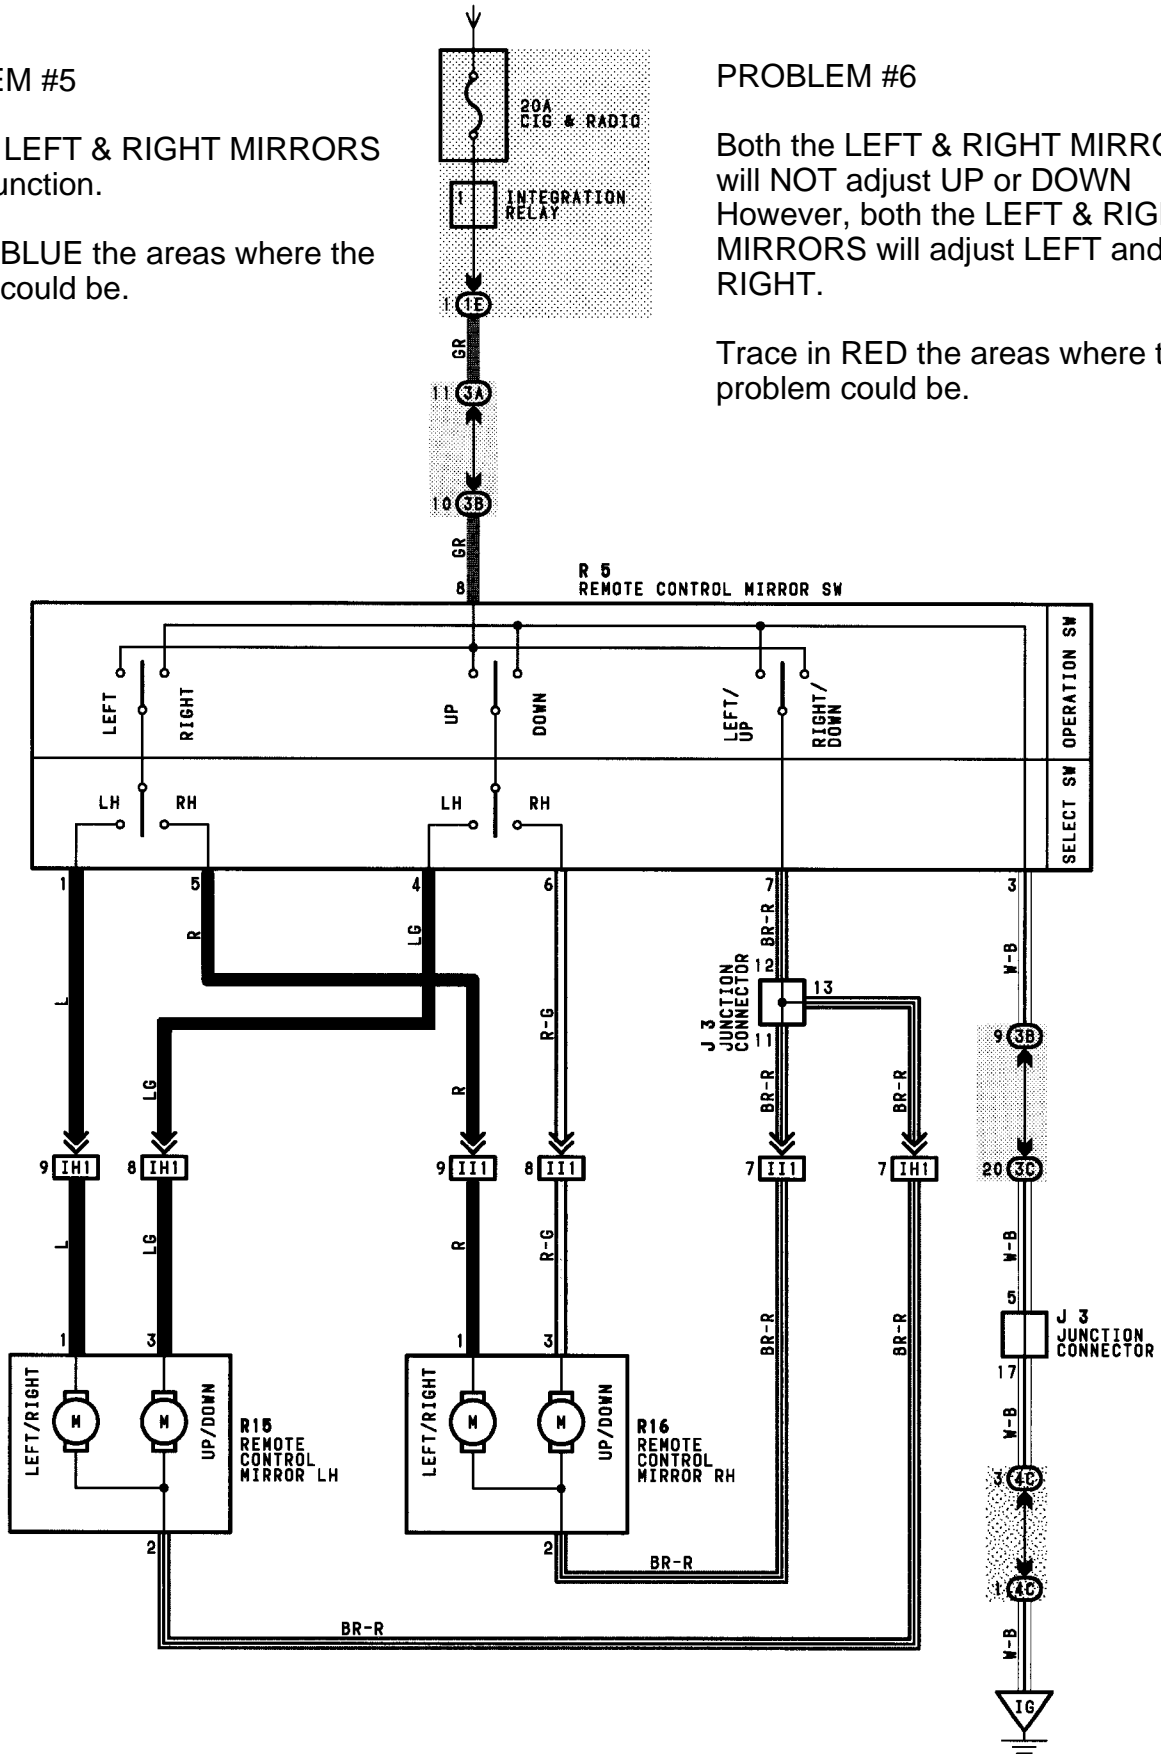 EM #5
LEFT & RIGHT MIRRORS
unction.
BLUE the areas where the
could be.
PROBLEM #6
Both the LEFT & RIGHT MIRRO
will NOT adjust UP or DOWN
However, both the LEFT & RIG
MIRRORS will adjust LEFT and
RIGHT.
Trace in RED the areas where t
problem could be.
20A
CIG & RADIO
1
INTEGRATION
RELAY
1 1E
GR
11 3A
10 3B
GR
8
R 5
REMOTE CONTROL MIRROR SW
LEFT
RIGHT
UP
DOWN
LEFT/
UP
RIGHT/
DOWN
OPERATION SW
LH RH
LH RH
SELECT SW
1 5 4 6 7 3
R
LG
BR-R
W-B
L
R-G
12
13
J 3
JUNCTION
CONNECTOR
11
9 3B
LG
R
BR-R
BR-R
9 IH1
8 IH1
9 II1
8 II1
7 II1
7 IH1
20 3C
L
LG
R
R-G
W-B
BR-R
BR-R
5
J 3
JUNCTION
CONNECTOR
17
1 3
1 3
W-B
LEFT/RIGHT
M
M
UP/DOWN
R15
REMOTE
CONTROL
MIRROR LH
LEFT/RIGHT
M
M
UP/DOWN
R16
REMOTE
CONTROL
MIRROR RH
3 4C
2
2
BR-R
1 4C
BR-R
W-B
IG